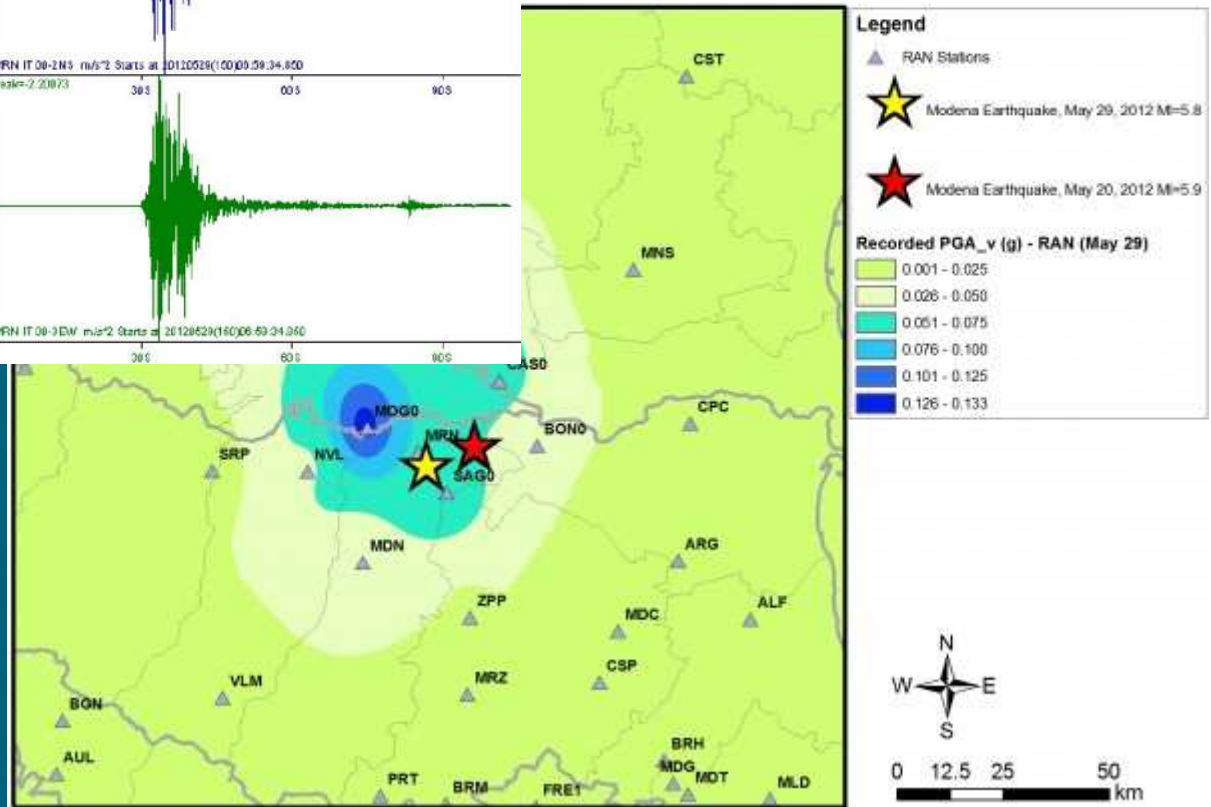 MRN IT 00-2NS m/s^2 Starts at 20120529(150)06:59:34.850
30S 60S 90S
MRN IT 00-3EW m/s^2 Starts at 20120529(150)06:59:34.850
30S 60S 90S
CST
MNS
CAS0
MOG0
CPC
MRN
BON0
SRP
NVL
SAG0
MDN
ARG
ZPP
MDC
ALF
VLM
MRZ
CSP
BGN
AUL
BRH
MDG
MDT
PRT
BRM
FRE1
MLD
Legend
RAN Stations
Modena Earthquake, May 29, 2012 Ml=5.8
Modena Earthquake, May 20, 2012 Ml=5.9
Recorded PGA_v (g) - RAN (May 29)
0.001 - 0.025
0.026 - 0.050
0.051 - 0.075
0.076 - 0.100
0.101 - 0.125
0.126 - 0.133
N
W E
S
0 12.5 25 50
km